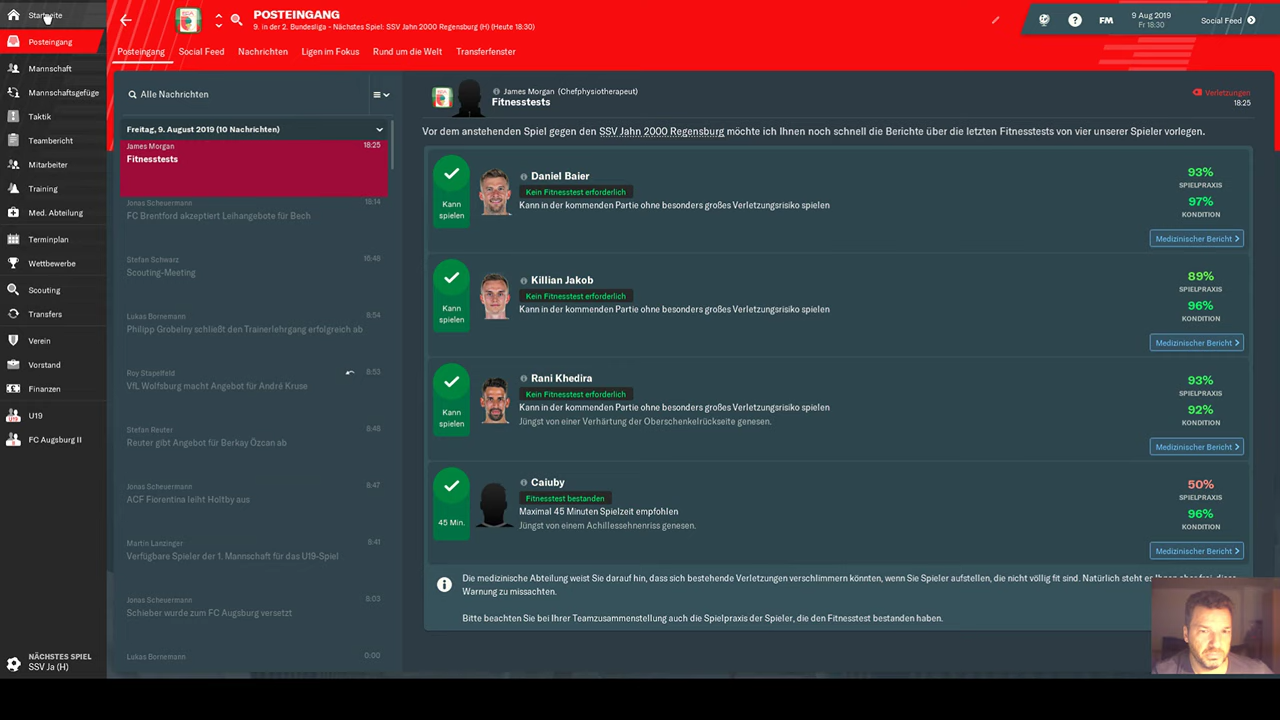 Startseite
Posteingang
Mannschaft
Mannschaftsgefüge
Taktik
Teambericht
Mitarbeiter
Training
Med. Abteilung
Terminplan
Wettbewerbe
Scouting
Transfers
Verein
Vorstand
Finanzen
U19
FC Augsburg II
NÄCHSTES SPIEL
SSV Ja (H)
POSTEINGANG
9. in der 2. Bundesliga - Nächstes Spiel: SSV Jahn 2000 Regensburg (H) (Heute 18:30)
FM
9 Aug 2019
Fr 18:30
Social Feed
Posteingang Social Feed Nachrichten Ligen im Fokus Rund um die Welt Transferfenster
Alle Nachrichten
Freitag, 9. August 2019 (10 Nachrichten)
James Morgan 18:25
Fitnesstests
Jonas Scheuermann 18:14
FC Brentford akzeptiert Leihangebote für Bech
Stefan Schwarz 16:46
Scouting-Meeting
Lukas Bornemann 8:54
Philipp Grobelny schließt den Trainerlehrgang erfolgreich ab
Roy Stapelfeld 8:53
VfL Wolfsburg macht Angebot für André Kruse
Stefan Reuter 8:48
Reuter gibt Angebot für Berkay Özcan ab
Jonas Scheuermann 8:47
ACF Fiorentina leiht Holtby aus
Martin Lanzinger 8:41
Verfügbare Spieler der 1. Mannschaft für das U19-Spiel
Jonas Scheuermann 8:03
Schieber wurde zum FC Augsburg versetzt
Lukas Bornemann 0:00
James Morgan (Chefphysiotherapeut)
Fitnesstests
Verletzungen
18:25
Vor dem anstehenden Spiel gegen den SSV Jahn 2000 Regensburg möchte ich Ihnen noch schnell die Berichte über die letzten Fitnesstests von vier unserer Spieler vorlegen.
Kann
spielen
Daniel Baier
Kein Fitnesstest erforderlich
Kann in der kommenden Partie ohne besonders großes Verletzungsrisiko spielen
93%
SPIELPRAXIS
97%
KONDITION
Medizinischer Bericht
Kann
spielen
Killian Jakob
Kein Fitnesstest erforderlich
Kann in der kommenden Partie ohne besonders großes Verletzungsrisiko spielen
89%
SPIELPRAXIS
96%
KONDITION
Medizinischer Bericht
Kann
spielen
Rani Khedira
Kein Fitnesstest erforderlich
Kann in der kommenden Partie ohne besonders großes Verletzungsrisiko spielen
Jüngst von einer Verhärtung der Oberschenkelrückseite genesen.
93%
SPIELPRAXIS
92%
KONDITION
Medizinischer Bericht
45 Min.
Caiuby
Fitnesstest bestanden
Maximal 45 Minuten Spielzeit empfohlen
Jüngst von einem Achillessehnenriss genesen.
50%
SPIELPRAXIS
96%
KONDITION
Medizinischer Bericht
Die medizinische Abteilung weist Sie darauf hin, dass sich bestehende Verletzungen verschlimmern könnten, wenn Sie Spieler aufstellen, die nicht völlig fit sind. Natürlich steht es
Warnung zu missachten.
Bitte beachten Sie bei Ihrer Teamzusammenstellung auch die Spielpraxis der Spieler, die den Fitnesstest bestanden haben.